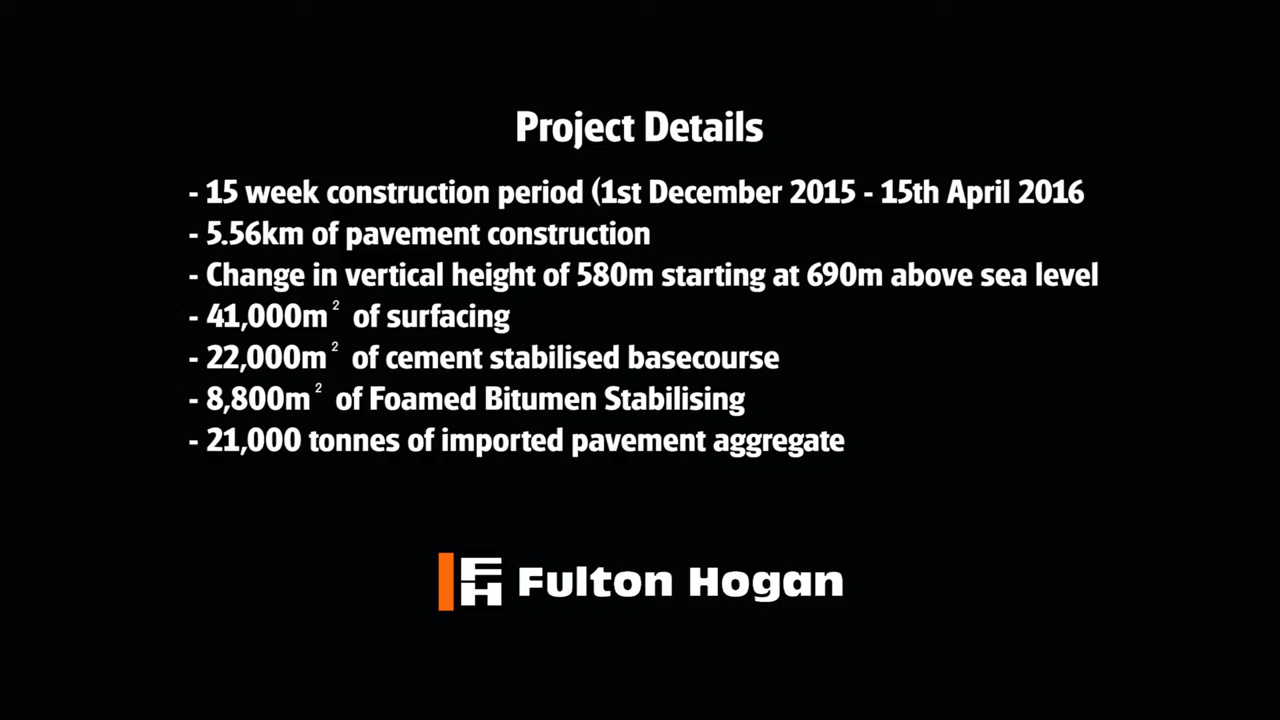 Project Details
- 15 week construction period (1st December 2015 - 15th April 2016
- 5.56km of pavement construction
- Change in vertical height of 580m starting at 690m above sea level
- 41,000m² of surfacing
- 22,000m² of cement stabilised basecourse
- 8,800m² of Foamed Bitumen Stabilising
- 21,000 tonnes of imported pavement aggregate
FH Fulton Hogan